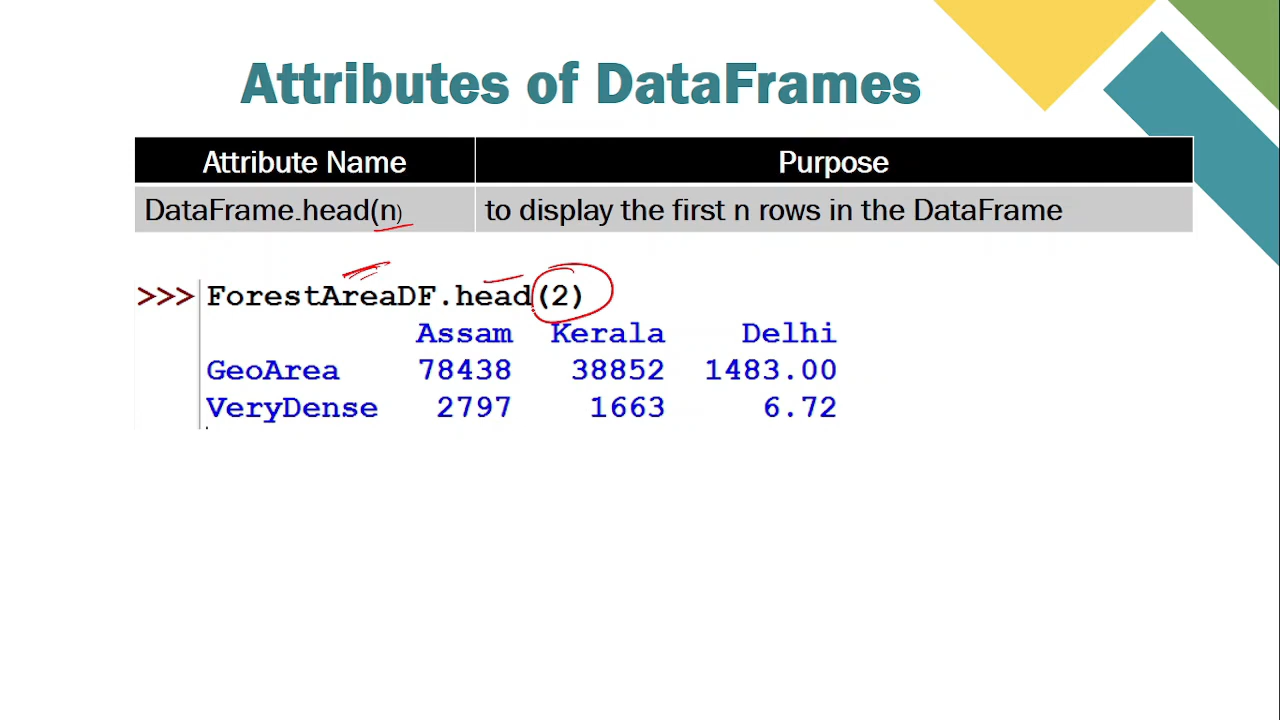 Attributes of DataFrames
Attribute Name Purpose
DataFrame.head(n) to display the first n rows in the DataFrame
>>> ForestAreaDF.head(2)
Assam Kerala Delhi
GeoArea 78438 38852 1483.00
VeryDense 2797 1663 6.72